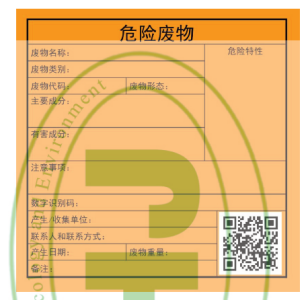 危险废物
废物名称：
危险特性
废物类别：
废物代码：
废物形态：
主要成分：
有害成分：
注意事项：
数字识别码：
产生/收集单位：
联系人和联系方式：
产生日期：
废物重量：
备注：